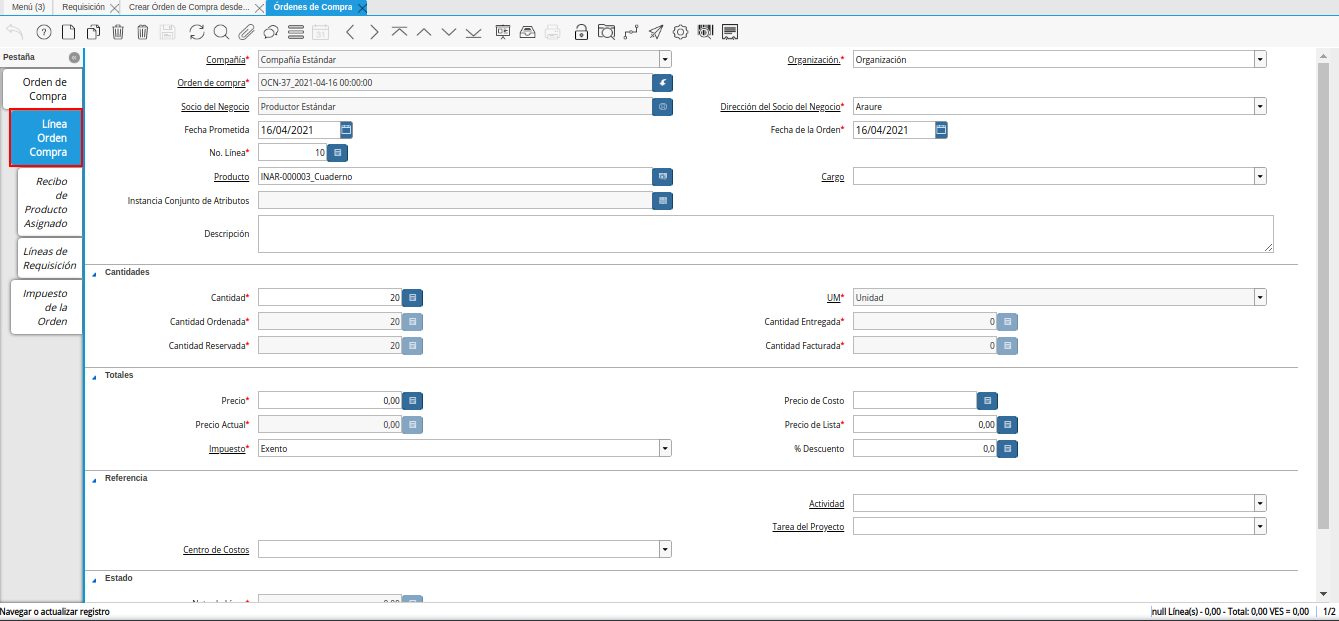 Menú (3) Requisición Crear Órden de Compra desde... Órdenes de Compra
Pestaña
Orden de
Compra
Línea
Orden
Compra
Recibo
de
Producto
Asignado
Líneas de
Requisición
Impuesto
de la
Orden
Compañía* Compañía Estándar Organización.* Organización
Orden de compra* OCN-37_2021-04-16 00:00:00
Socio del Negocio Productor Estándar Dirección del Socio del Negocio* Araure
Fecha Prometida 16/04/2021 Fecha de la Orden* 16/04/2021
No. Línea* 10
Producto INAR-000003_Cuaderno Cargo
Instancia Conjunto de Atributos
Descripción
Cantidades
Cantidad* 20 UM* Unidad
Cantidad Ordenada* 20 Cantidad Entregada* 0
Cantidad Reservada* 20 Cantidad Facturada* 0
Totales
Precio* 0,00 Precio de Costo
Precio Actual* 0,00 Precio de Lista* 0,00
Impuesto* Exento % Descuento 0,0
Referencia
Actividad
Tarea del Proyecto
Centro de Costos
Estado
Navegar o actualizar registro null Línea(s) - 0,00 - Total: 0,00 VES = 0,00 1/2